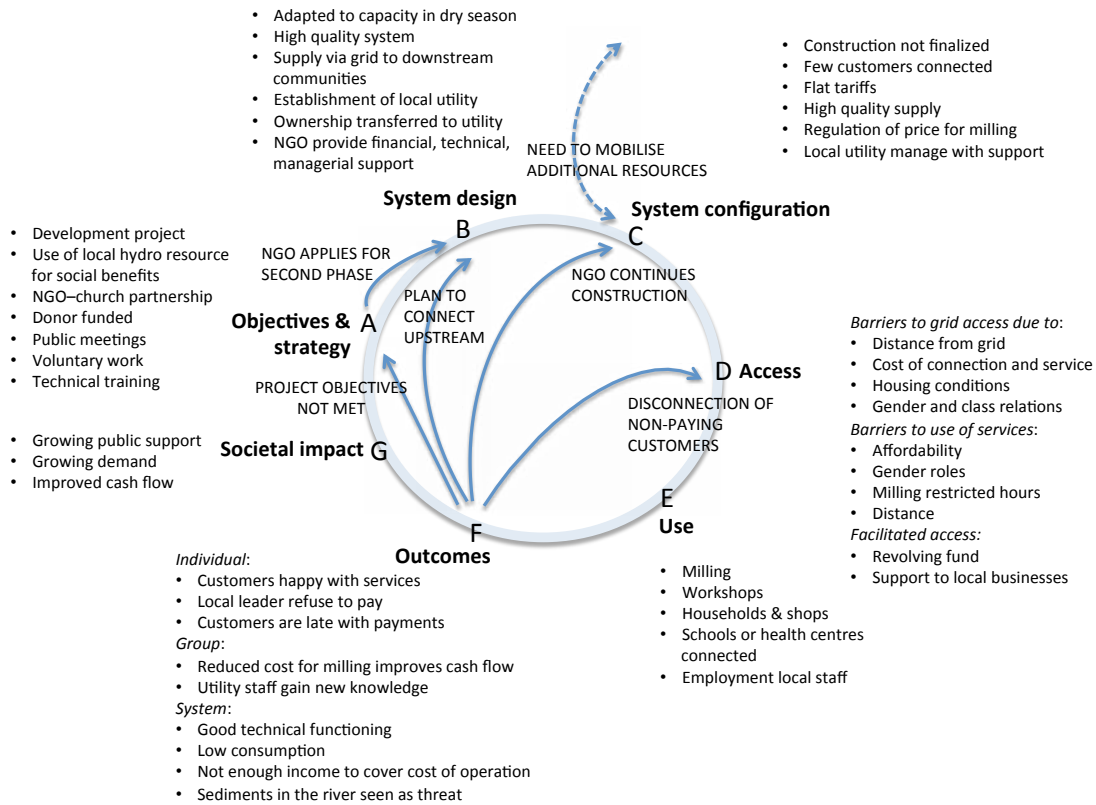 • Adapted to capacity in dry season
• High quality system
• Supply via grid to downstream
communities
• Establishment of local utility
• Ownership transferred to utility
• NGO provide financial, technical,
managerial support
• Construction not finalized
• Few customers connected
• Flat tariffs
• High quality supply
• Regulation of price for milling
• Local utility manage with support
NEED TO MOBILISE
ADDITIONAL RESOURCES
System design
B
System configuration
C
• Development project
• Use of local hydro resource
for social benefits
• NGO–church partnership
• Donor funded
• Public meetings
• Voluntary work
• Technical training
NGO APPLIES FOR
SECOND PHASE
PLAN TO
CONNECT
UPSTREAM
NGO CONTINUES
CONSTRUCTION
Objectives &
strategy
A
PROJECT OBJECTIVES
NOT MET
D Access
DISCONNECTION OF
NON-PAYING
CUSTOMERS
Barriers to grid access due to:
• Distance from grid
• Cost of connection and service
• Housing conditions
• Gender and class relations
Barriers to use of services:
• Affordability
• Gender roles
• Milling restricted hours
• Distance
Facilitated access:
• Revolving fund
• Support to local businesses
• Growing public support
• Growing demand
• Improved cash flow
Societal impact G
E
Use
F
Outcomes
• Milling
• Workshops
• Households & shops
• Schools or health centres
connected
• Employment local staff
Individual:
• Customers happy with services
• Local leader refuse to pay
• Customers are late with payments
Group:
• Reduced cost for milling improves cash flow
• Utility staff gain new knowledge
System:
• Good technical functioning
• Low consumption
• Not enough income to cover cost of operation
• Sediments in the river seen as threat